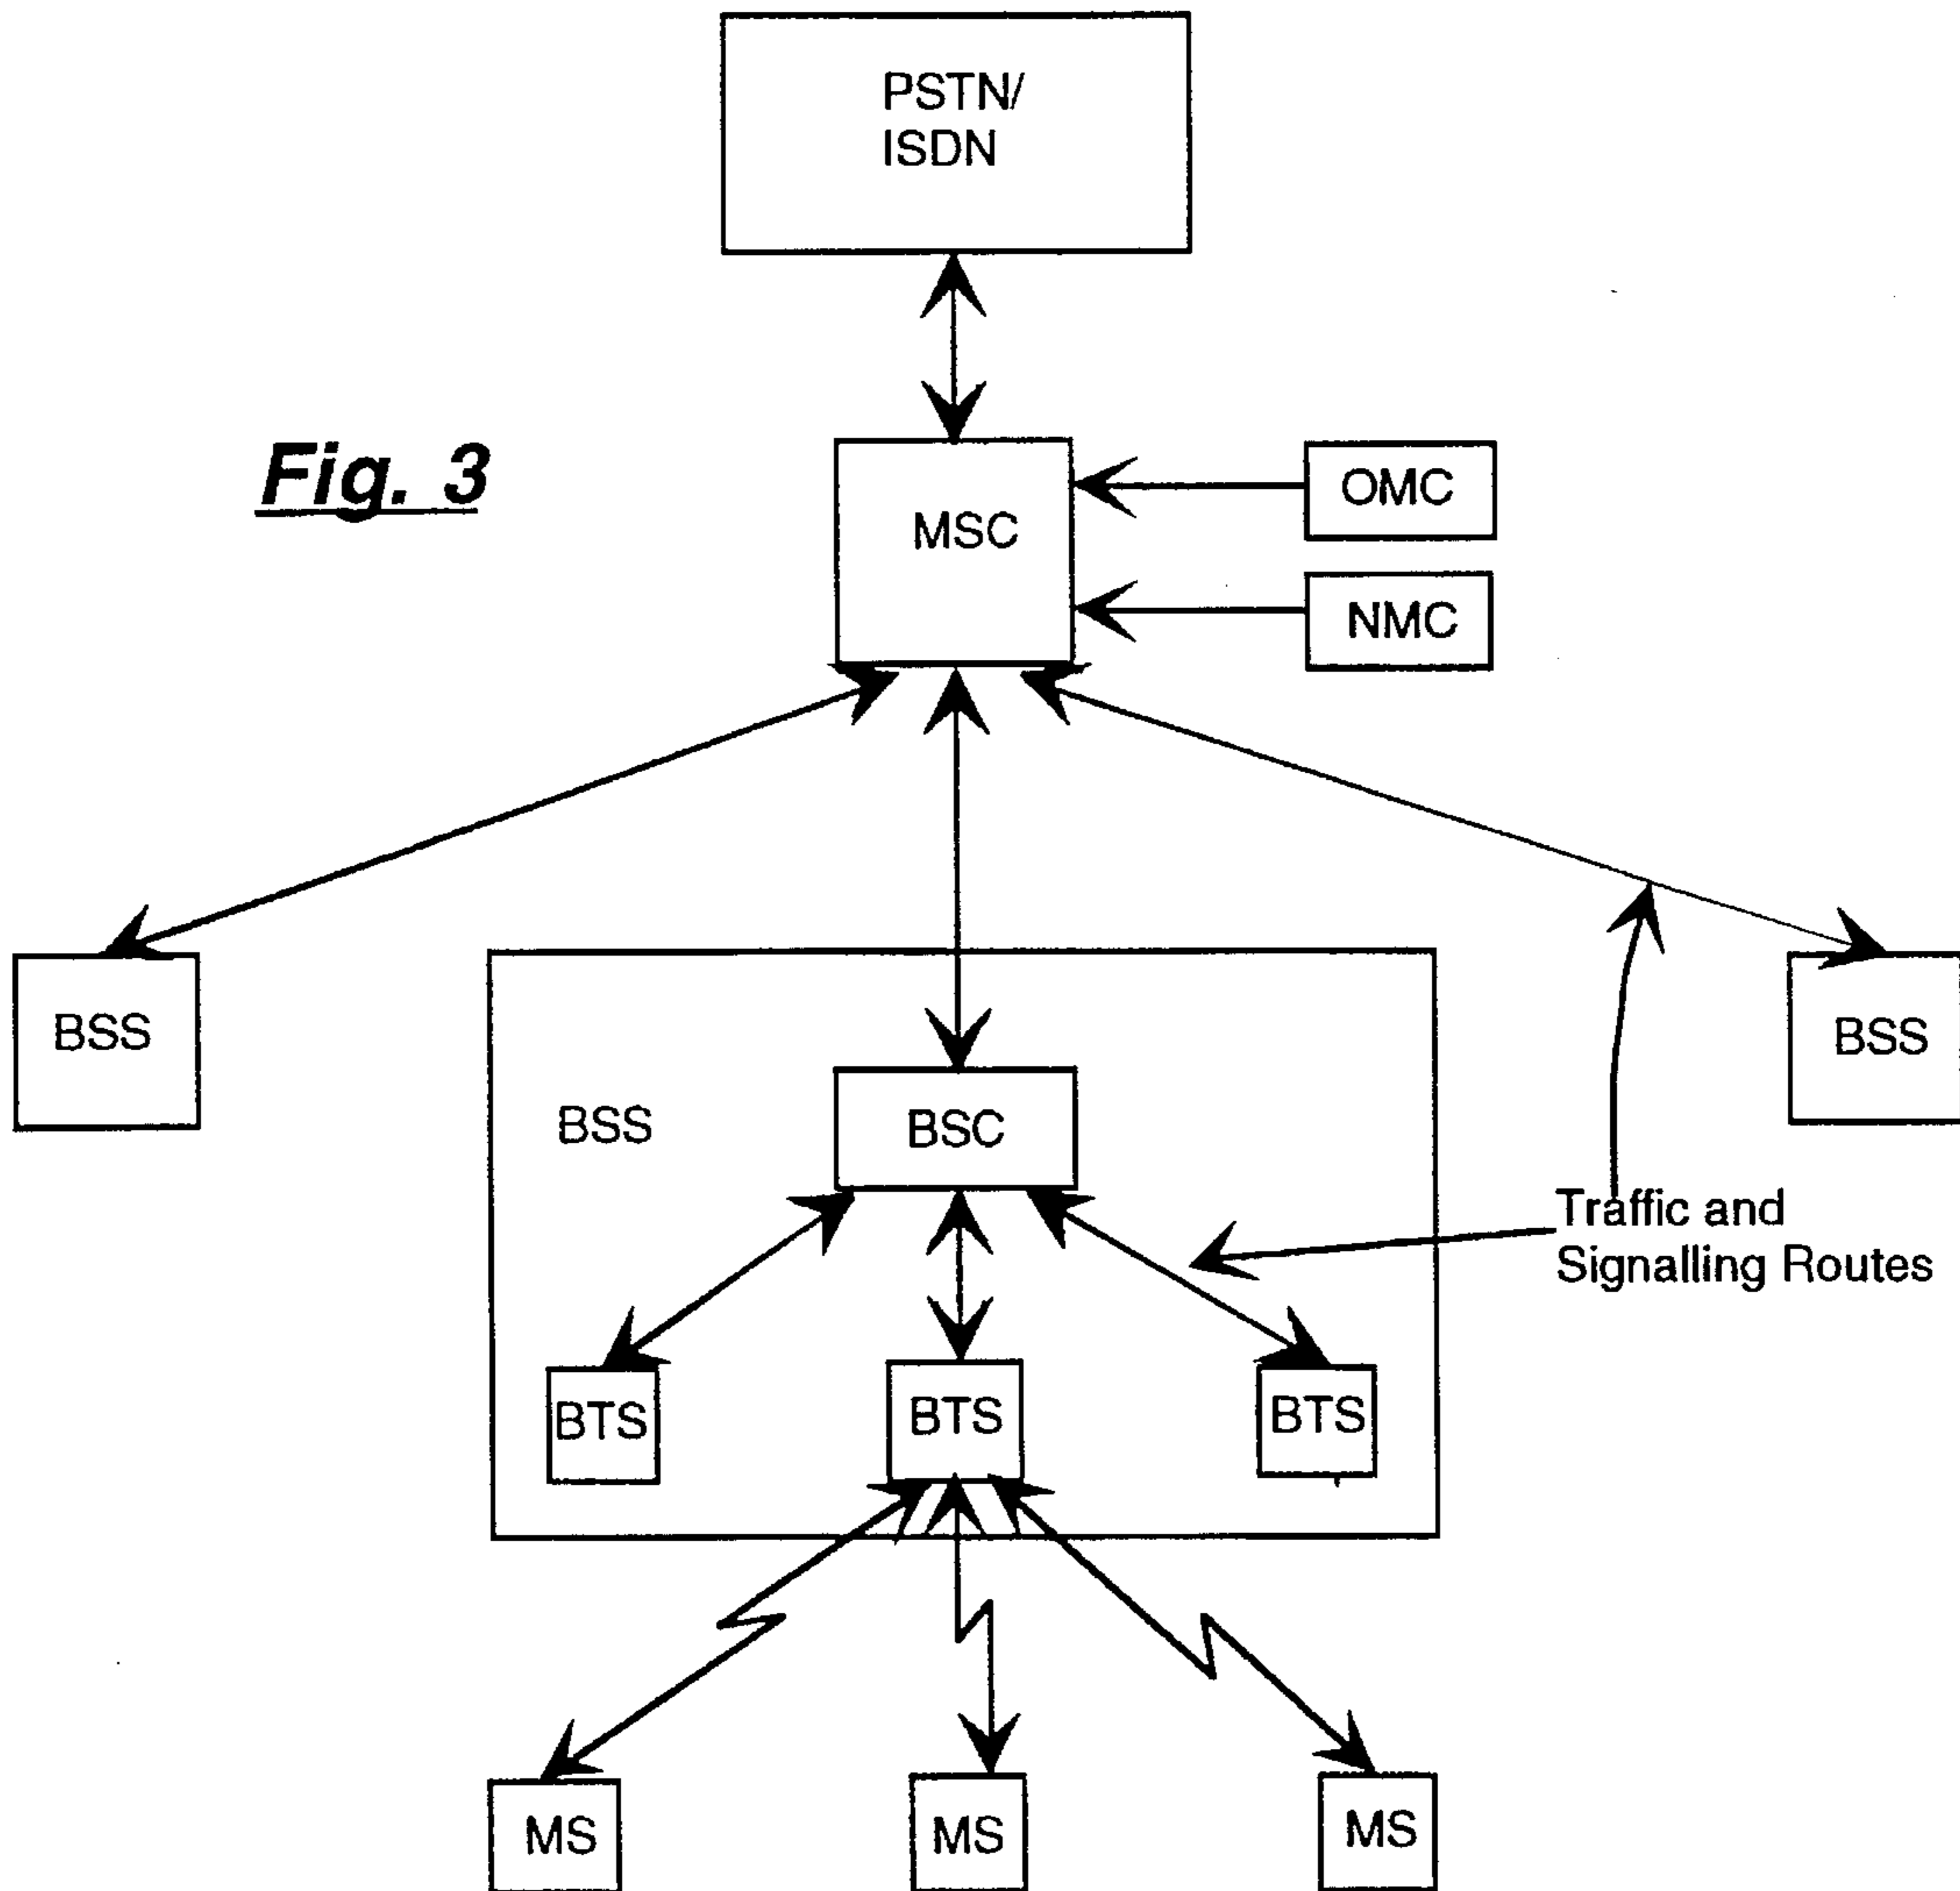 PSTN/
ISDN
Fig. 3
MSC
OMC
NMC
BSS
BSS
BSS
BSC
Traffic and
Signalling Routes
BTS
BTS
BTS
MS
MS
MS